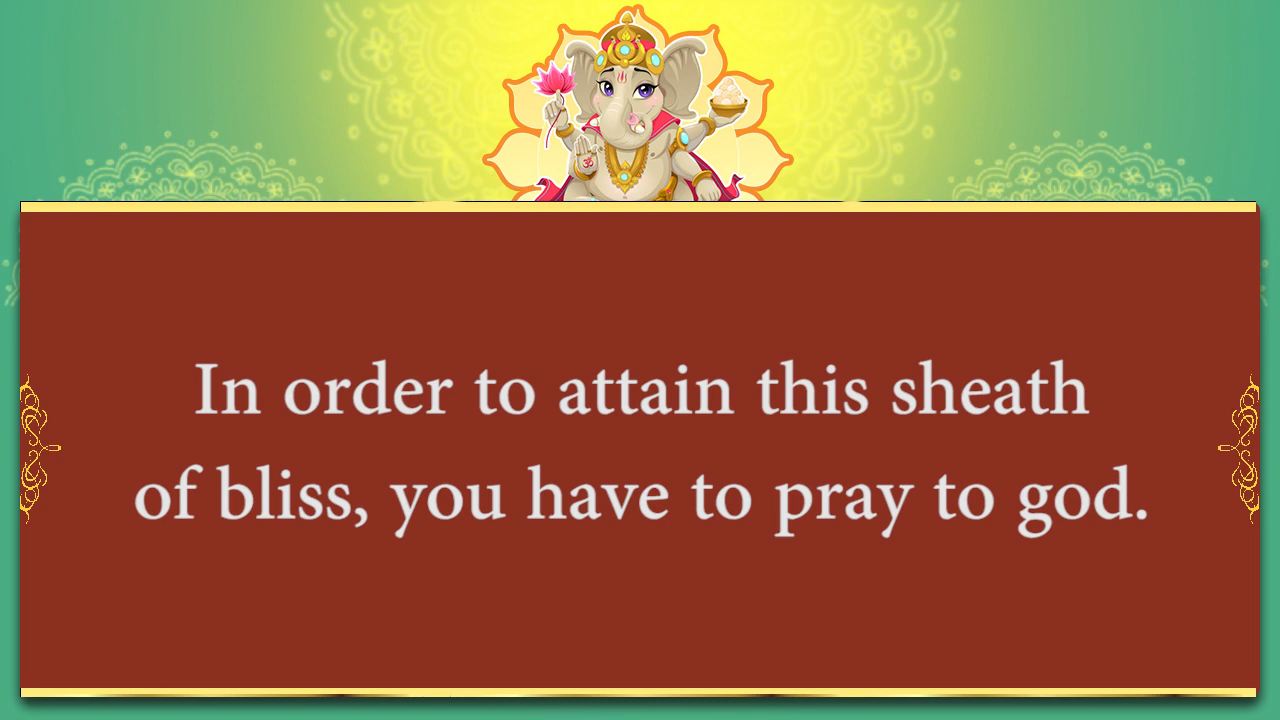 In order to attain this sheath
of bliss, you have to pray to god.